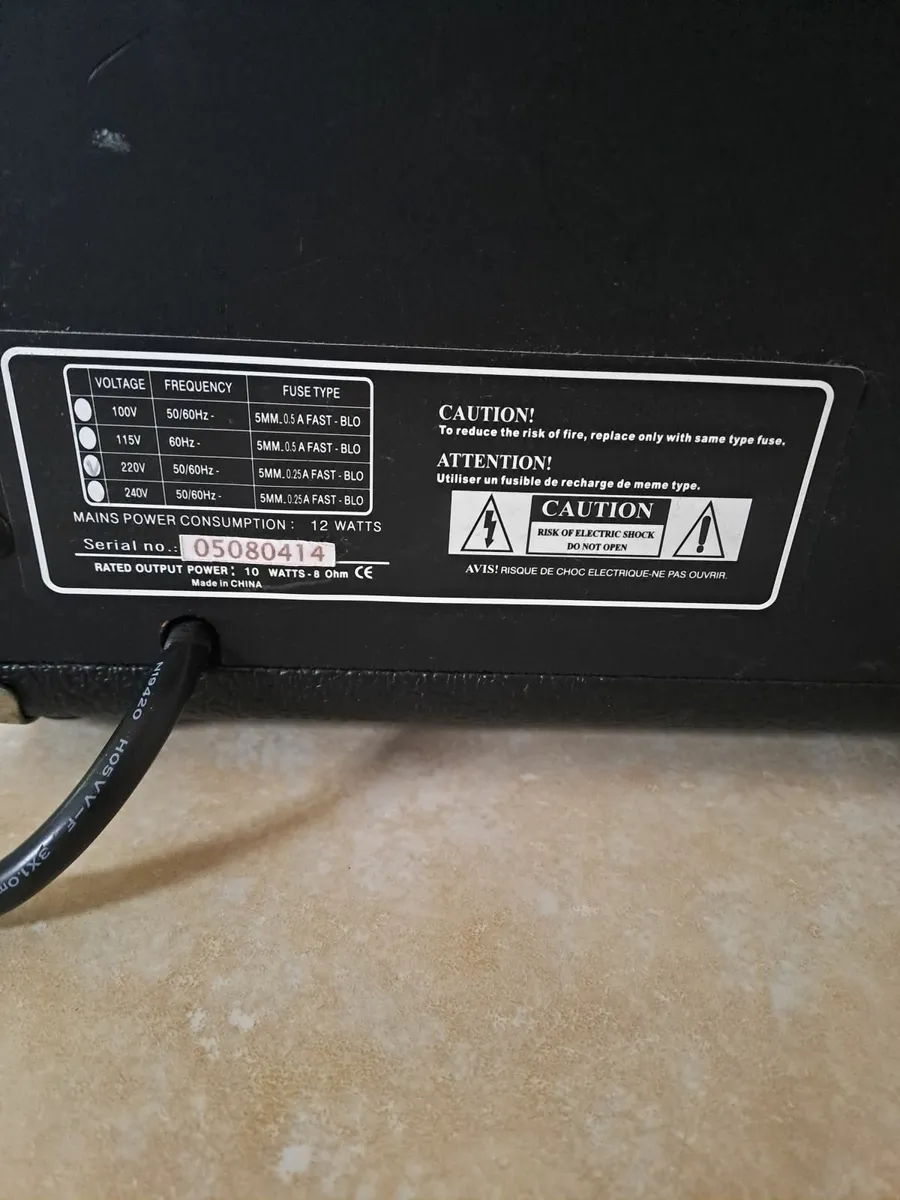 VOLTAGE FREQUENCY FUSE TYPE
100V 50/60Hz - 5MM. 0.5 A FAST - BLO
115V 60Hz - 5MM. 0.5 A FAST - BLO
220V 50/60Hz - 5MM. 0.25 A FAST - BLO
240V 50/60Hz - 5MM. 0.25 A FAST - BLO
MAINS POWER CONSUMPTION : 12 WATTS
Serial no.: 05080414
RATED OUTPUT POWER : 10 WATTS - 8 Ohm CE
Made in CHINA
CAUTION!
To reduce the risk of fire, replace only with same type fuse.
ATTENTION!
Utiliser un fusible de recharge de meme type.
CAUTION
RISK OF ELECTRIC SHOCK
DO NOT OPEN
AVIS! RISQUE DE CHOC ELECTRIQUE-NE PAS OUVRIR.
N19420 H05VV-F 3X1.0m